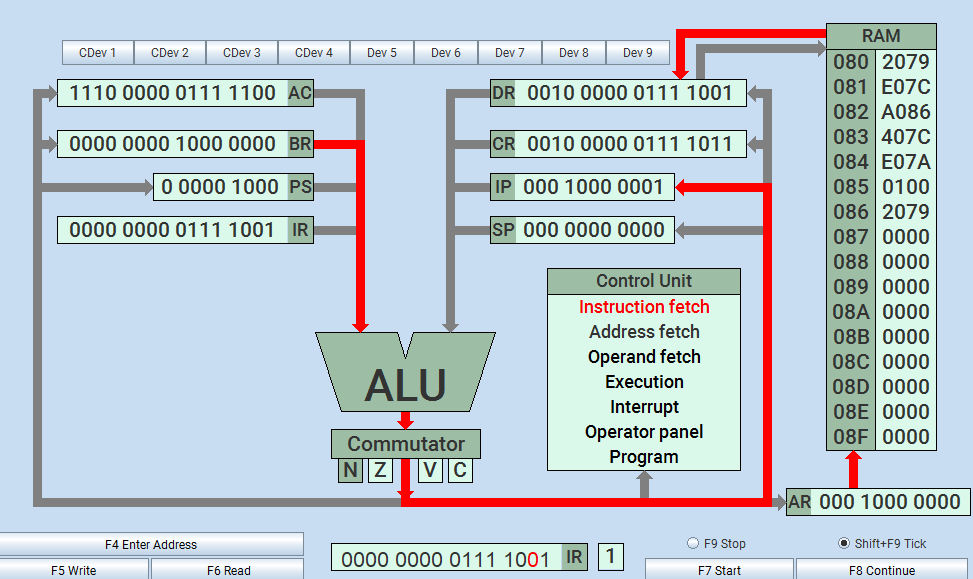 CDev 1 CDev 2 CDev 3 CDev 4 Dev 5 Dev 6 Dev 7 Dev 8 Dev 9
RAM
080 2079
081 E07C
082 A086
083 407C
084 E07A
085 0100
086 2079
087 0000
088 0000
089 0000
08A 0000
08B 0000
08C 0000
08D 0000
08E 0000
08F 0000
1110 0000 0111 1100 AC
DR 0010 0000 0111 1001
0000 0000 1000 0000 BR
CR 0010 0000 0111 1011
0 0000 1000 PS
IP 000 1000 0001
0000 0000 0111 1001 IR
SP 000 0000 0000
Control Unit
Instruction fetch
Address fetch
Operand fetch
Execution
Interrupt
Operator panel
Program
ALU
Commutator
N Z V C
AR 000 1000 0000
F4 Enter Address
F5 Write F6 Read
0000 0000 0111 1001 IR 1
F9 Stop Shift+F9 Tick
F7 Start F8 Continue